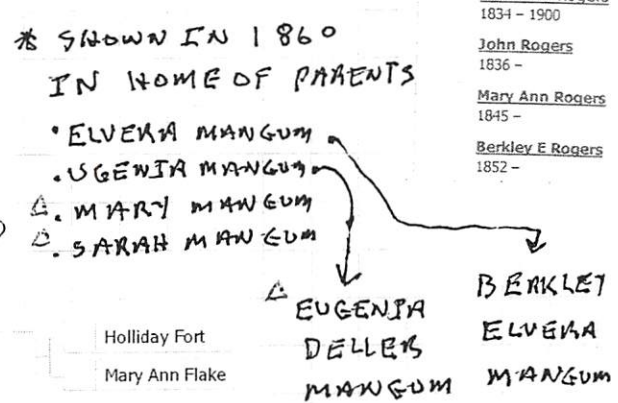 * SHOWN IN 1860
IN HOME OF PARENTS
• ELVERA MANGUM
• UGENIA MANGUM
△ • MARY MANGUM
△ • SARAH MANGUM
Rogers
1834 – 1900
John Rogers
1836 –
Mary Ann Rogers
1845 –
Berkley E Rogers
1852 –
△ EUGENIA
DELLER
MANGUM
BERKLEY
ELVERA
MANGUM
Holliday Fort
Mary Ann Flake